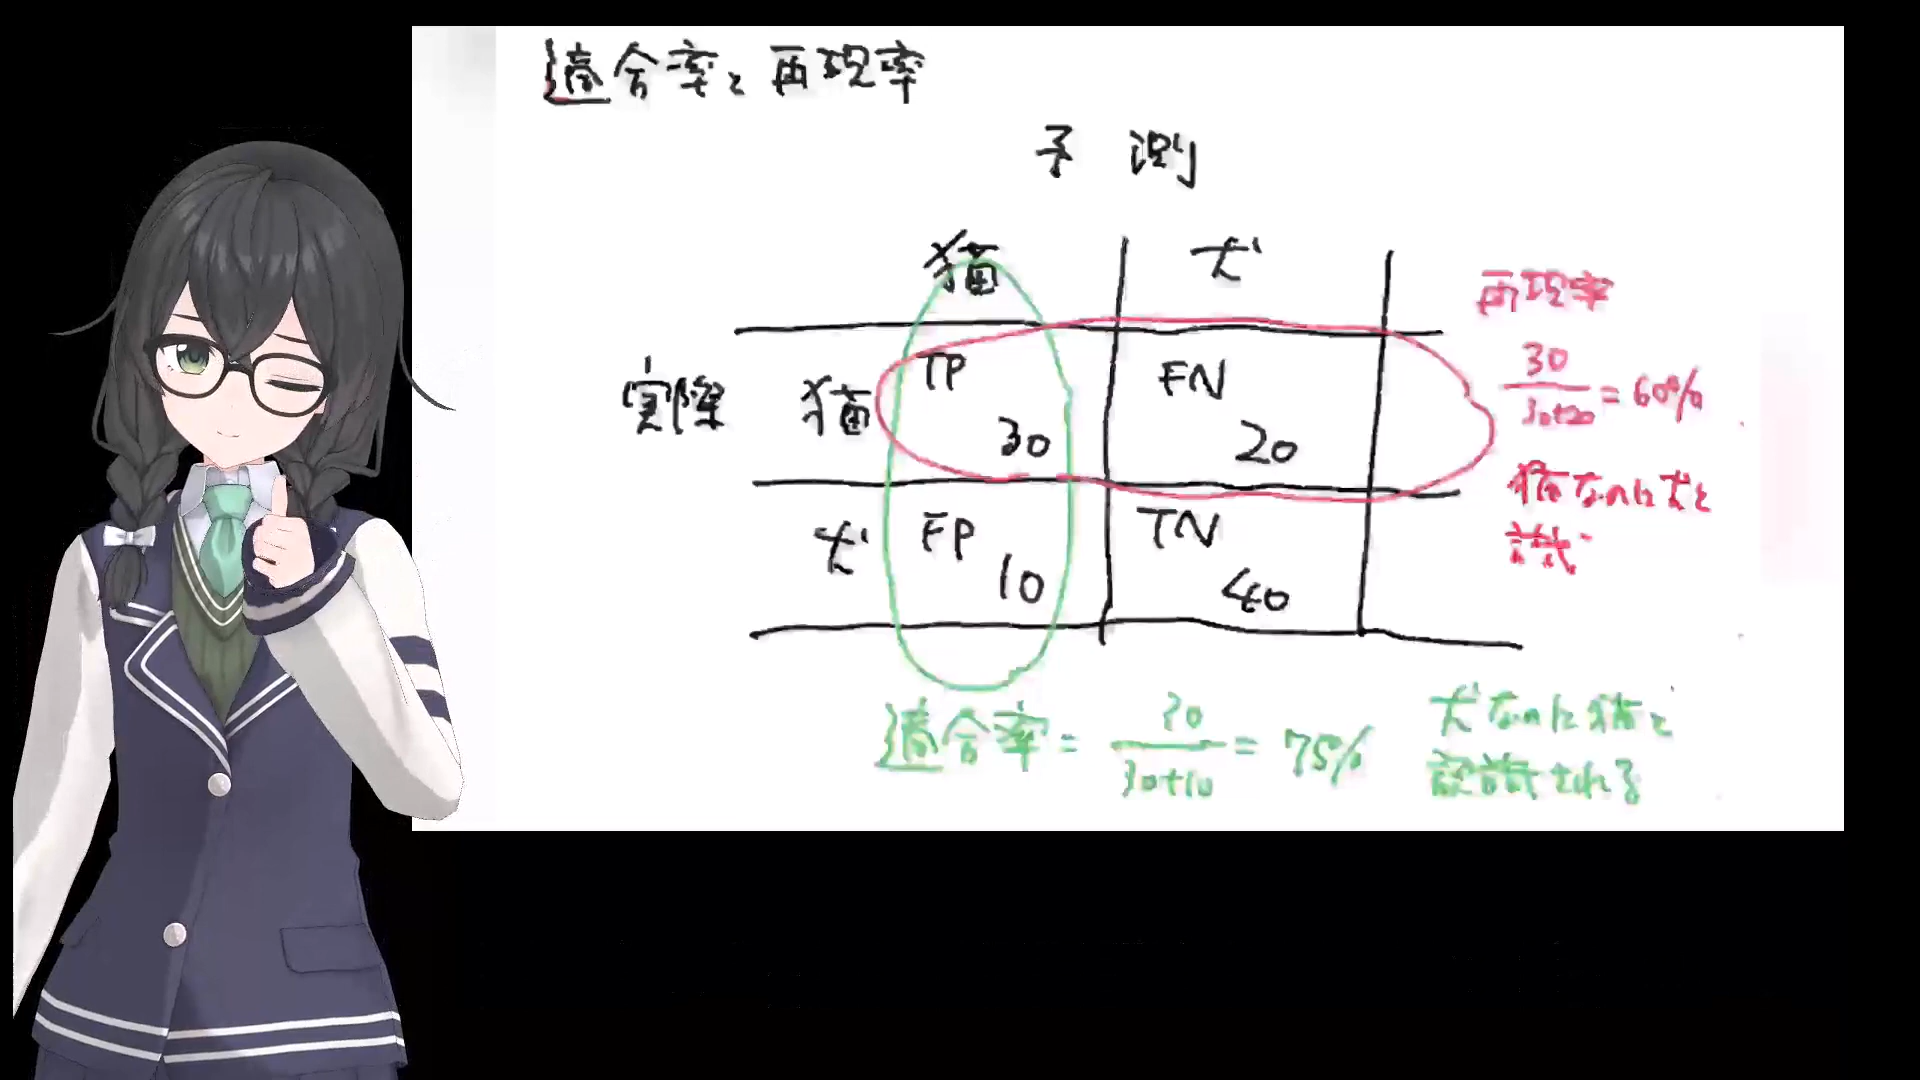 適合率と再現率
予測
猫 犬
実際 猫 TP 30 FN 20
犬 FP 10 TN 40
再現率
30
30+20 = 60%
猫なのに犬と
認識
適合率 = 30
30+10 = 75%
犬なのに猫と
認識される